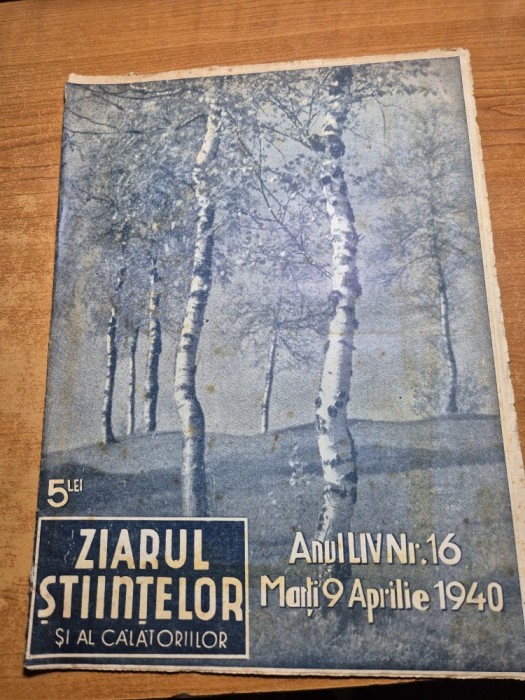 5 LEI
ZIARUL
ȘTIINȚELOR
ȘI AL CĂLĂTORIILOR
Anul LIV Nr. 16
Marți 9 Aprilie 1940